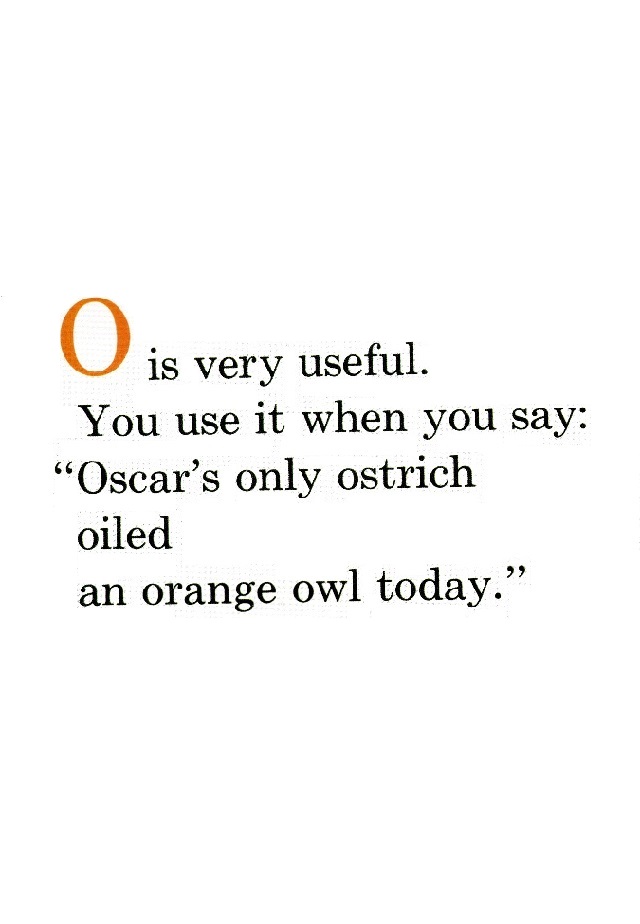 O is very useful.
You use it when you say:
“Oscar’s only ostrich
oiled
an orange owl today.”